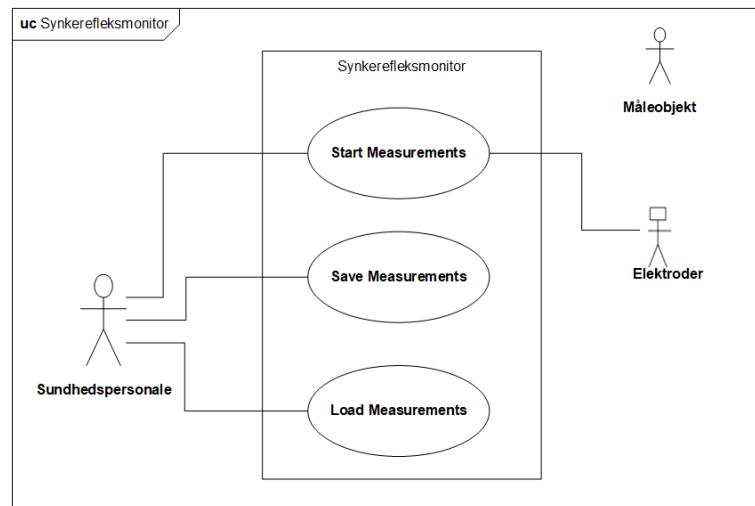 uc Synkerefleksmonitor
Synkerefleksmonitor
Måleobjekt
Start Measurements
Save Measurements
Elektroder
Sundhedspersonale
Load Measurements